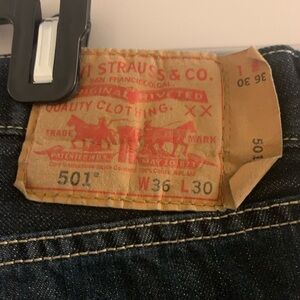 STRAUSS & CO.
SAN FRANCISCO, CAL.
ORIGINAL RIVETED
QUALITY CLOTHING.
XX
TRADE MARK
501® W36 L30
36 30
501